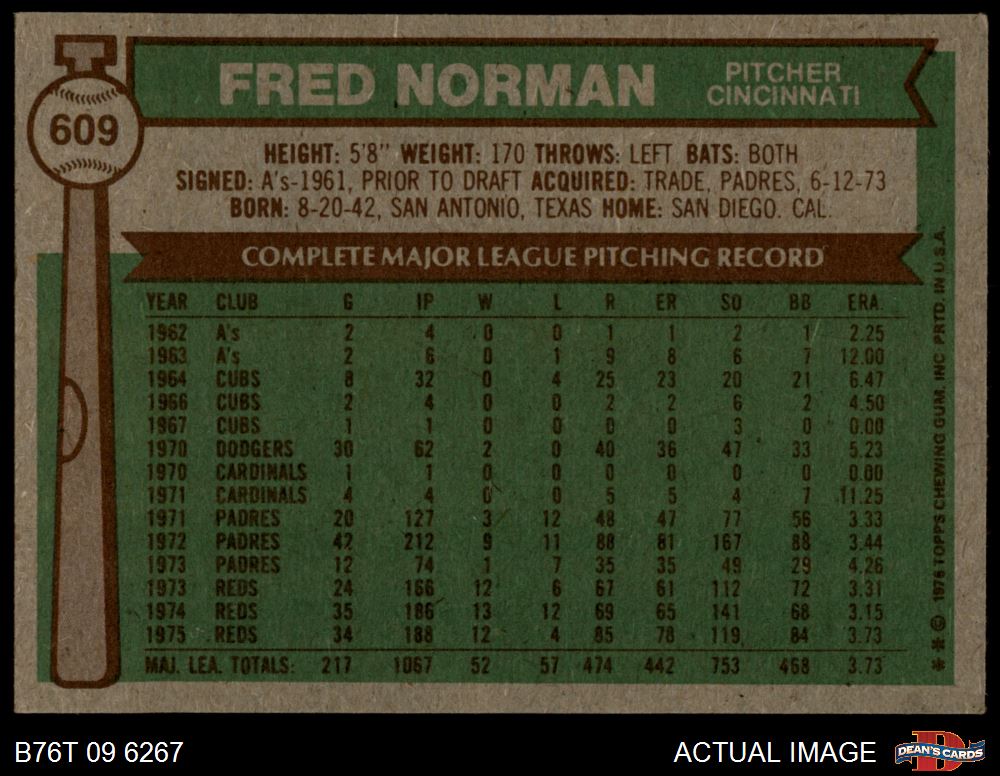 FRED NORMAN
PITCHER
CINCINNATI
609
HEIGHT: 5'8" WEIGHT: 170 THROWS: LEFT BATS: BOTH
SIGNED: A's-1961, PRIOR TO DRAFT ACQUIRED: TRADE, PADRES, 6-12-73
BORN: 8-20-42, SAN ANTONIO, TEXAS HOME: SAN DIEGO. CAL.
COMPLETE MAJOR LEAGUE PITCHING RECORD
YEAR CLUB G IP W L R ER SO BB ERA.
1962 A's 2 4 0 0 1 1 2 1 2.25
1963 A's 2 6 0 1 9 8 6 7 12.00
1964 CUBS 8 32 0 4 25 23 20 21 6.47
1966 CUBS 2 4 0 0 2 2 6 2 4.50
1967 CUBS 1 1 0 0 0 0 3 0 0.00
1970 DODGERS 30 62 2 0 40 36 47 33 5.23
1970 CARDINALS 1 1 0 0 0 0 0 0 0.00
1971 CARDINALS 4 4 0 0 5 5 4 7 11.25
1971 PADRES 20 127 3 12 48 47 77 56 3.33
1972 PADRES 42 212 9 11 88 81 167 88 3.44
1973 PADRES 12 74 1 7 35 35 49 29 4.26
1973 REDS 24 166 12 6 67 61 112 72 3.31
1974 REDS 35 186 13 12 69 65 141 68 3.15
1975 REDS 34 188 12 4 85 78 119 84 3.73
MAJ. LEA. TOTALS: 217 1067 52 57 474 442 753 468 3.73
* * © 1976 TOPPS CHEWING GUM. INC PRTD. IN U.S.A.
B76T 09 6267
ACTUAL IMAGE
DEAN'S CARDS